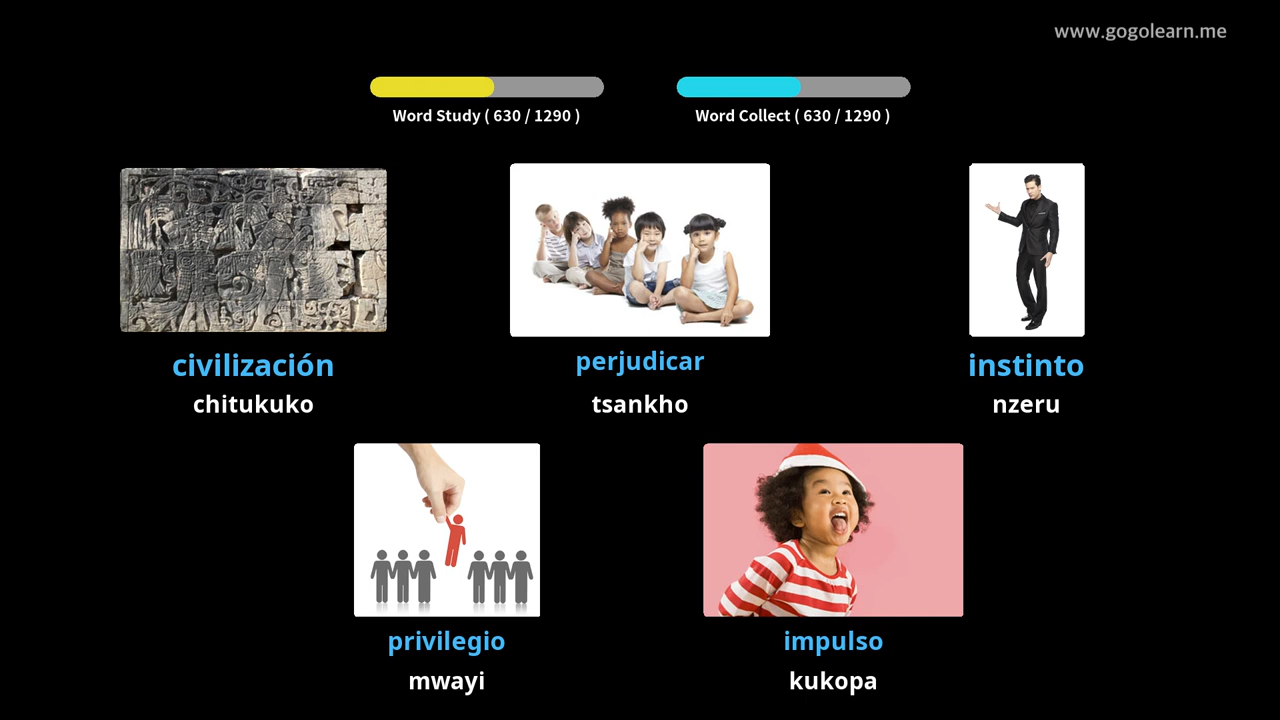 www.gogolearn.me
Word Study ( 630 / 1290 )
Word Collect ( 630 / 1290 )
civilización
chitukuko
perjudicar
tsankho
instinto
nzeru
privilegio
mwayi
impulso
kukopa